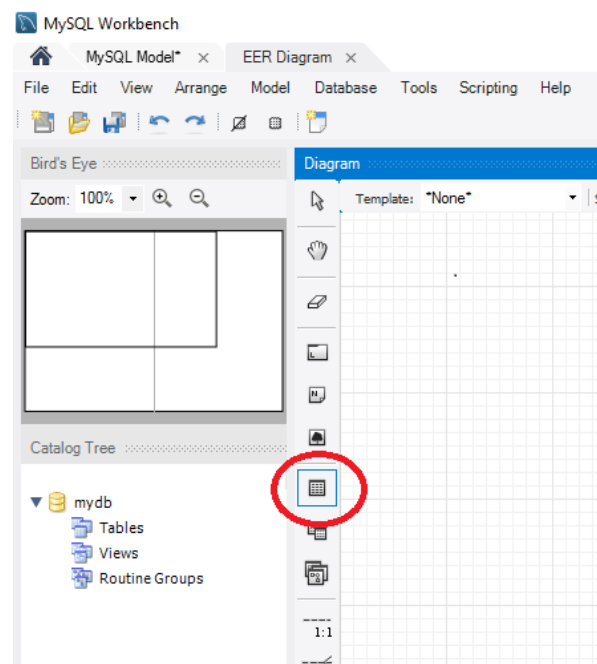 MySQL Workbench
MySQL Model* × EER Diagram ×
File Edit View Arrange Model Database Tools Scripting Help
Bird's Eye
Diagram
Zoom: 100%
Template: *None*
L
N
Catalog Tree
mydb
Tables
Views
Routine Groups
1:1